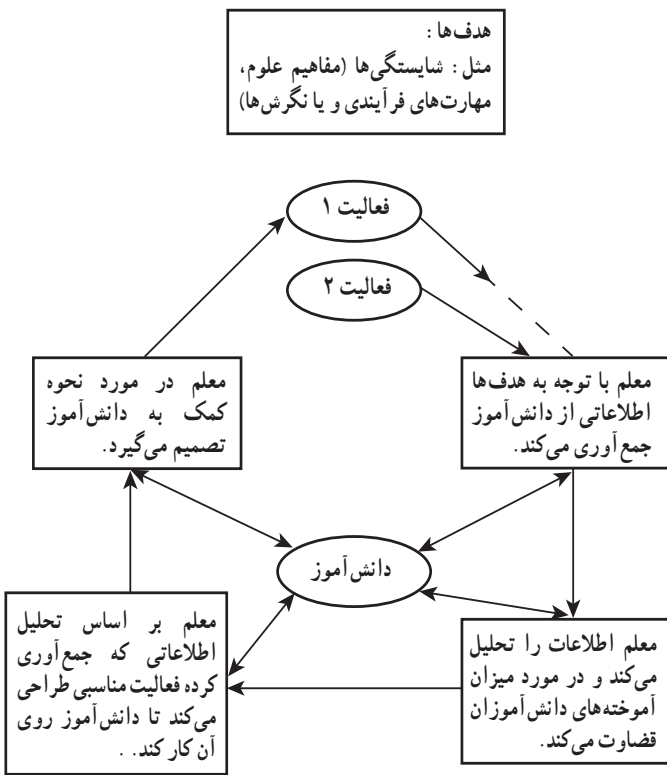 هدف‌ها :
مثل : شایستگی‌ها (مفاهیم علوم،
مهارت‌های فرآیندی و یا نگرش‌ها)
فعالیت ۱
فعالیت ۲
معلم با توجه به هدف‌ها
اطلاعاتی از دانش‌آموز
جمع‌آوری می‌کند.
معلم در مورد نحوه
کمک به دانش‌آموز
تصمیم می‌گیرد.
دانش‌آموز
معلم اطلاعات را تحلیل
می‌کند و در مورد میزان
آموخته‌های دانش‌آموزان
قضاوت می‌کند.
معلم بر اساس تحلیل
اطلاعاتی که جمع‌آوری
کرده فعالیت مناسبی طراحی
می‌کند تا دانش‌آموز روی
آن کار کند. .